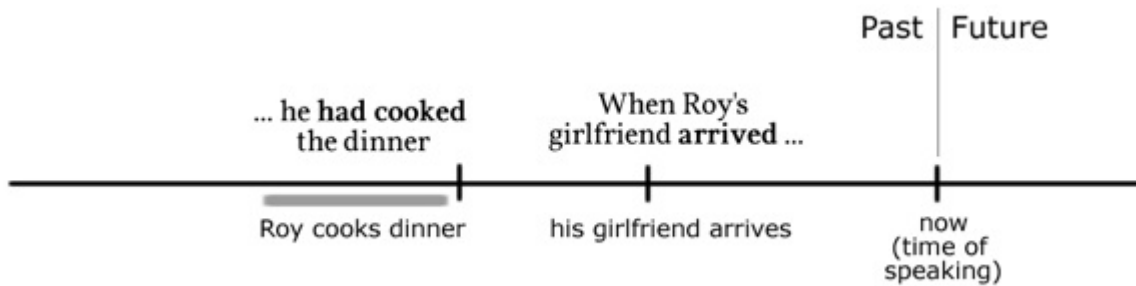 Past
Future
... he had cooked
the dinner
When Roy's
girlfriend arrived ...
Roy cooks dinner
his girlfriend arrives
now
(time of
speaking)